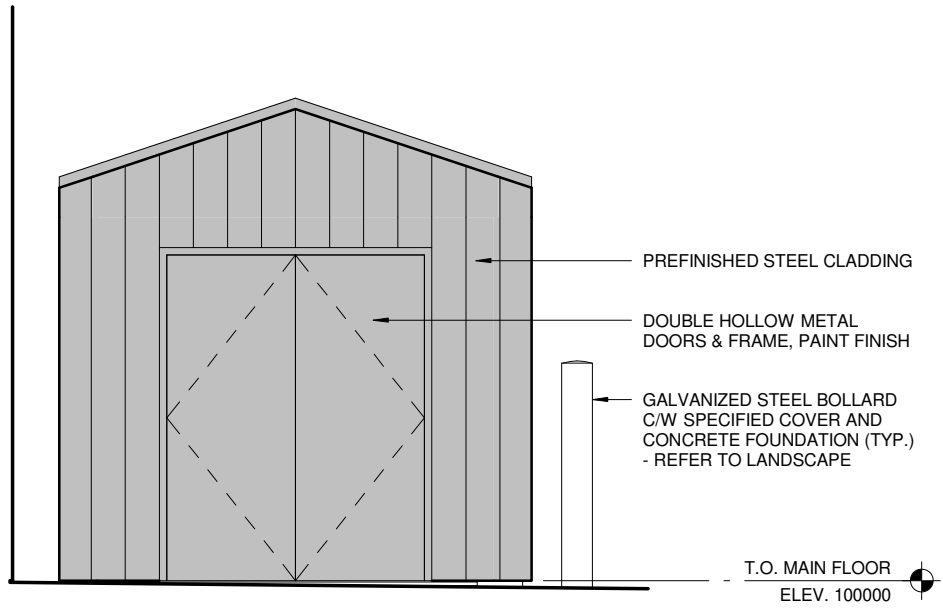 PREFINISHED STEEL CLADDING
DOUBLE HOLLOW METAL
DOORS & FRAME, PAINT FINISH
GALVANIZED STEEL BOLLARD
C/W SPECIFIED COVER AND
CONCRETE FOUNDATION (TYP.)
- REFER TO LANDSCAPE
T.O. MAIN FLOOR
ELEV. 100000